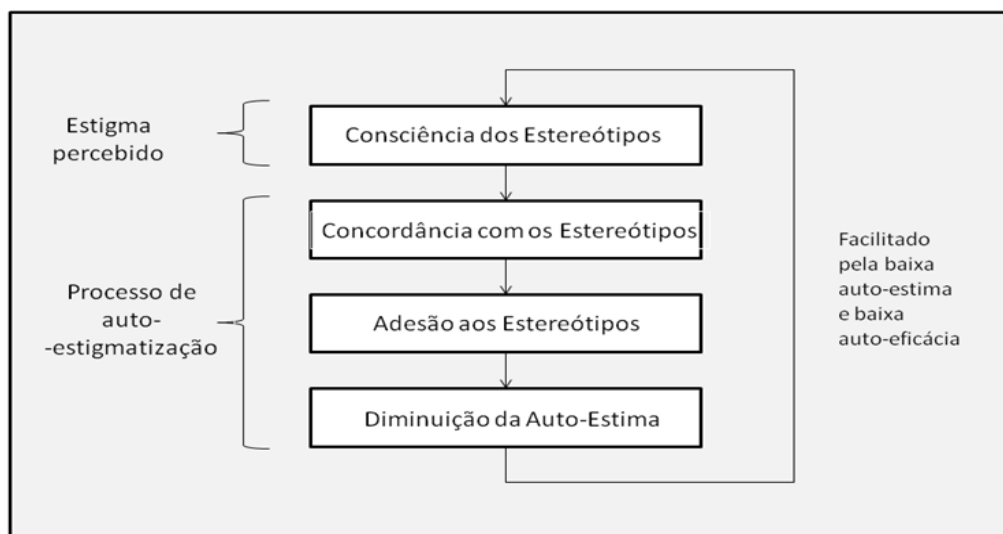 Estigma
percebido
Consciência dos Estereótipos
Concordância com os Estereótipos
Processo de
auto-
-estigmatização
Adesão aos Estereótipos
Diminuição da Auto-Estima
Facilitado
pela baixa
auto-estima
e baixa
auto-eficácia